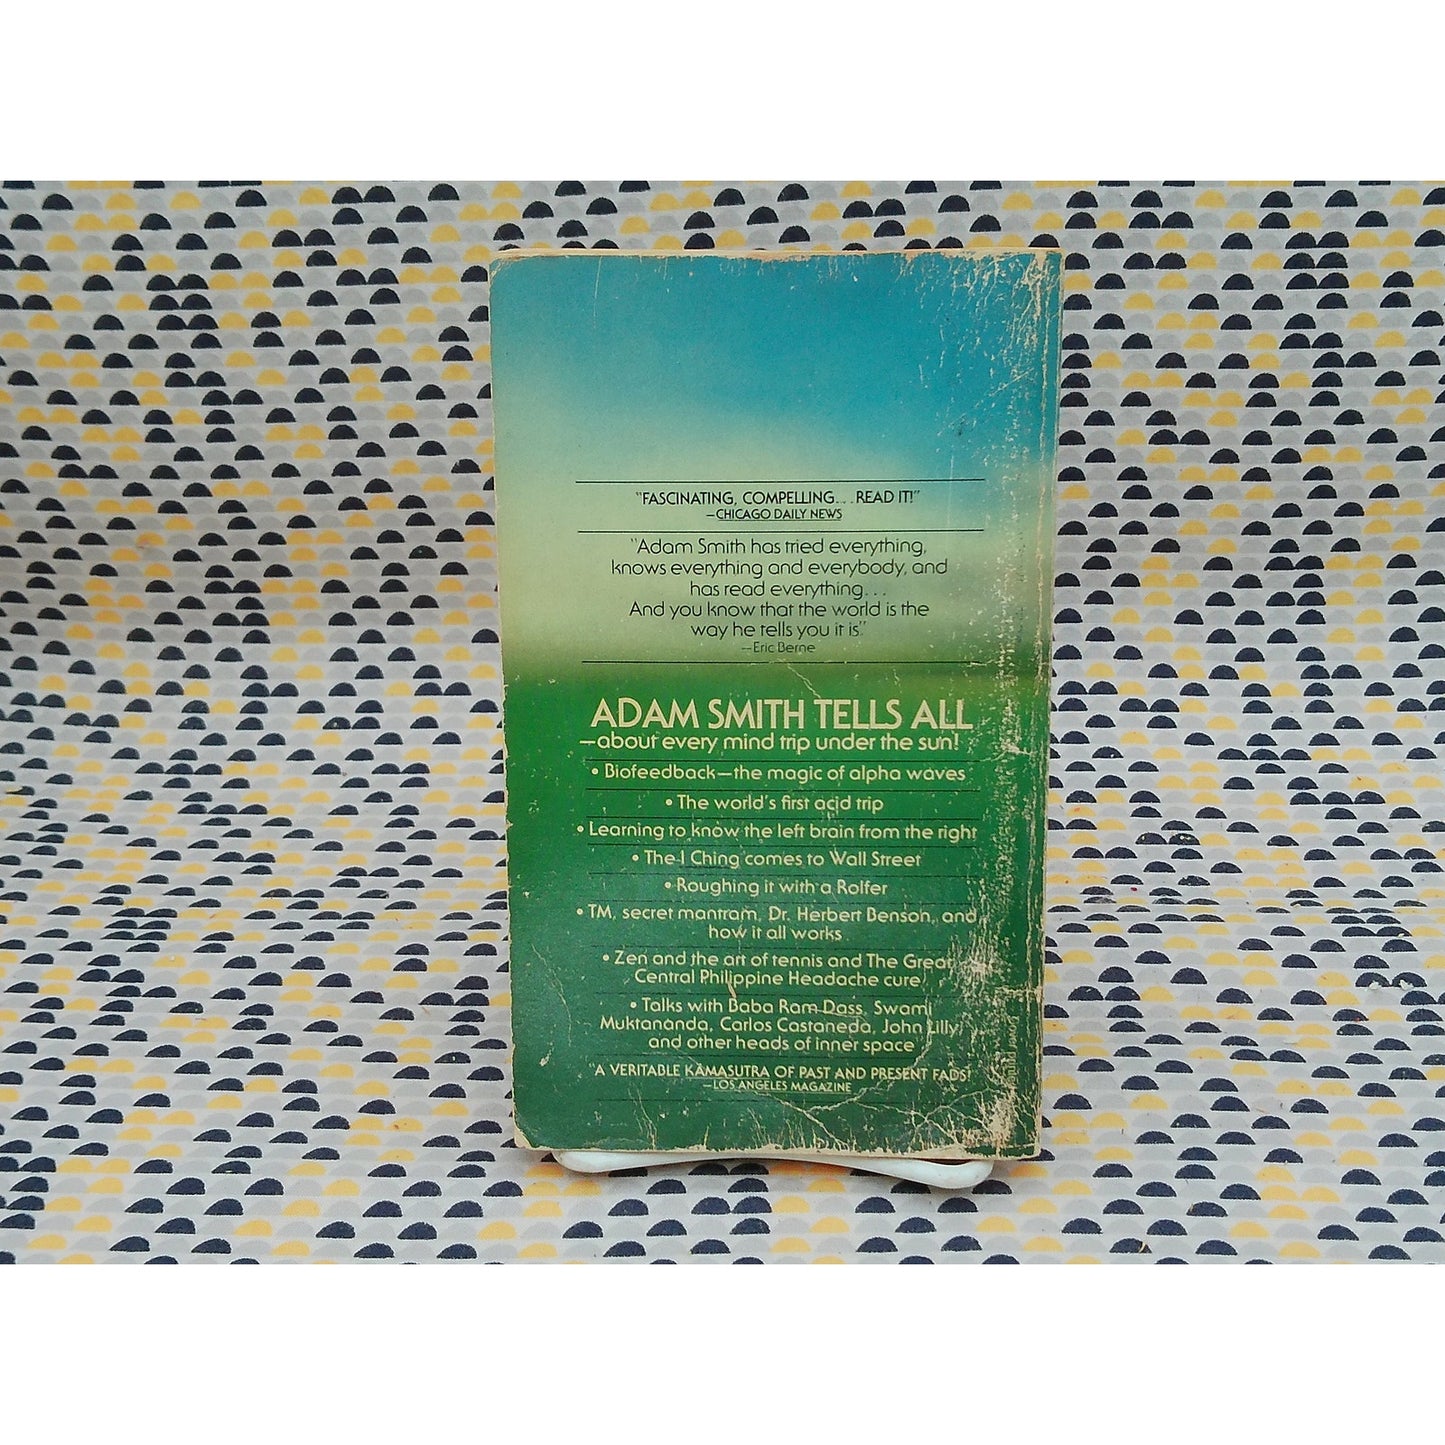 "FASCINATING, COMPELLING...READ IT!"
—CHICAGO DAILY NEWS
"Adam Smith has tried everything,
knows everything and everybody, and
has read everything...
And you know that the world is the
way he tells you it is."
—Eric Berne
ADAM SMITH TELLS ALL
—about every mind trip under the sun!
• Biofeedback—the magic of alpha waves
• The world's first acid trip
• Learning to know the left brain from the right
• The I Ching comes to Wall Street
• Roughing it with a Rolfer
• TM, secret mantram, Dr. Herbert Benson, and
how it all works
• Zen and the art of tennis and The Great
Central Philippine Headache cure
• Talks with Baba Ram Dass, Swami
Muktananda, Carlos Castaneda, John Lilly,
and other heads of inner space
"A VERITABLE KAMASUTRA OF PAST AND PRESENT FADS!
—LOS ANGELES MAGAZINE